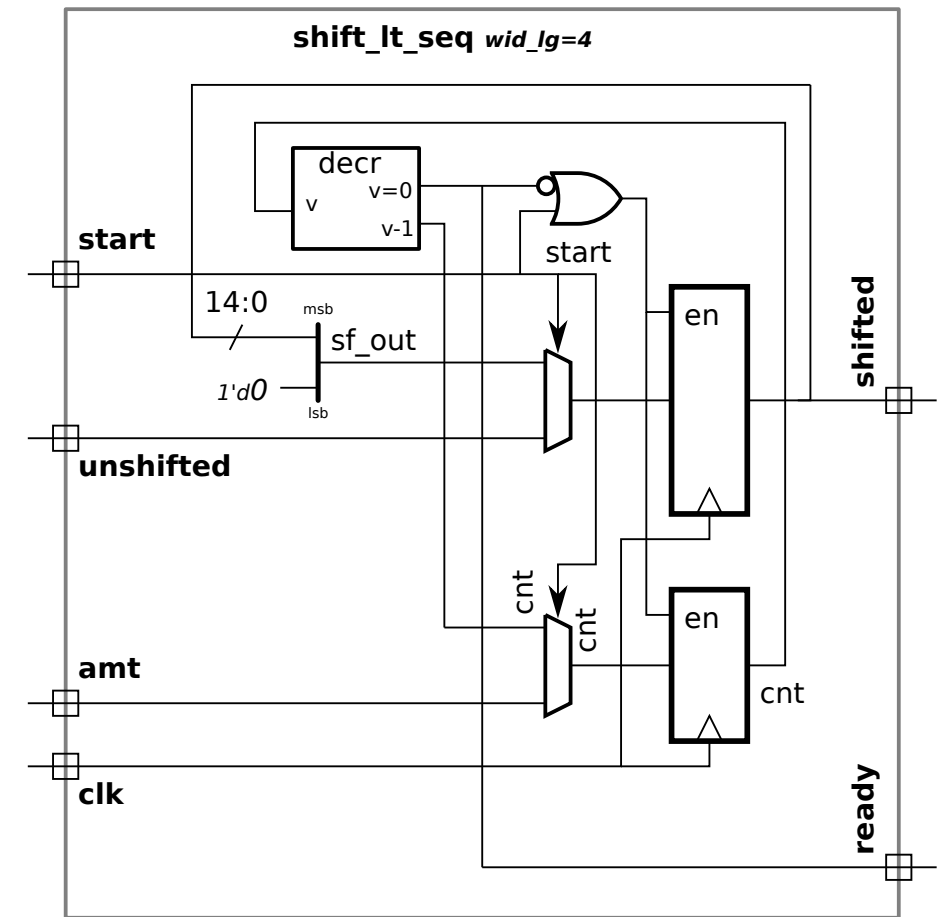 shift_lt_seq wid_lg=4
decr
v=0
v
v-1
start
start
14:0
msb
sf_out
1'd0
lsb
en
shifted
unshifted
cnt
cnt
en
amt
cnt
clk
ready